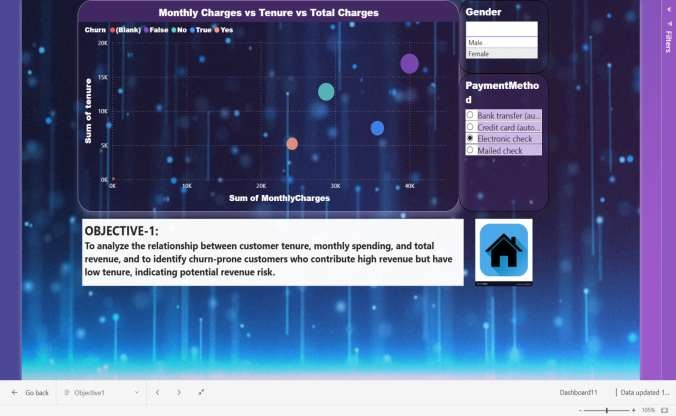 Monthly Charges vs Tenure vs Total Charges
Churn (Blank) False No True Yes
Sum of tenure
20K
15K
10K
5K
0K
0K 10K 20K 30K 40K
Sum of MonthlyCharges
Gender
Male
Female
PaymentMetho
d
Bank transfer (au...
Credit card (auto...
Electronic check
Mailed check
Filters
OBJECTIVE-1:
To analyze the relationship between customer tenure, monthly spending, and total
revenue, and to identify churn-prone customers who contribute high revenue but have
low tenure, indicating potential revenue risk.
Go back
Objective1
Dashboard11
Data updated 1...
- + 105%